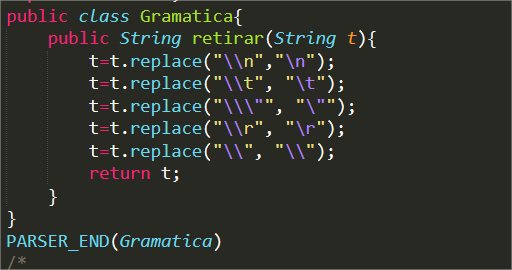 public class Gramatica{
    public String retirar(String t){
        t=t.replace("\\n","\n");
        t=t.replace("\\t", "\t");
        t=t.replace("\\\"", "\"");
        t=t.replace("\\r", "\r");
        t=t.replace("\\", "\\");
        return t;
    }
}
PARSER_END(Gramatica)
/*